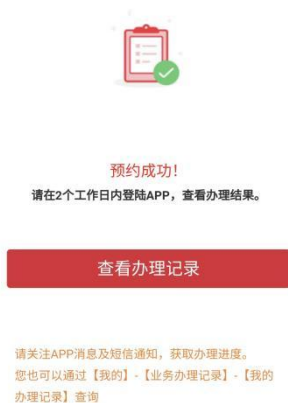 预约成功！
请在2个工作日内登陆APP，查看办理结果。
查看办理记录
请关注APP消息及短信通知，获取办理进度。
您也可以通过【我的】-【业务办理记录】-【我的
办理记录】查询